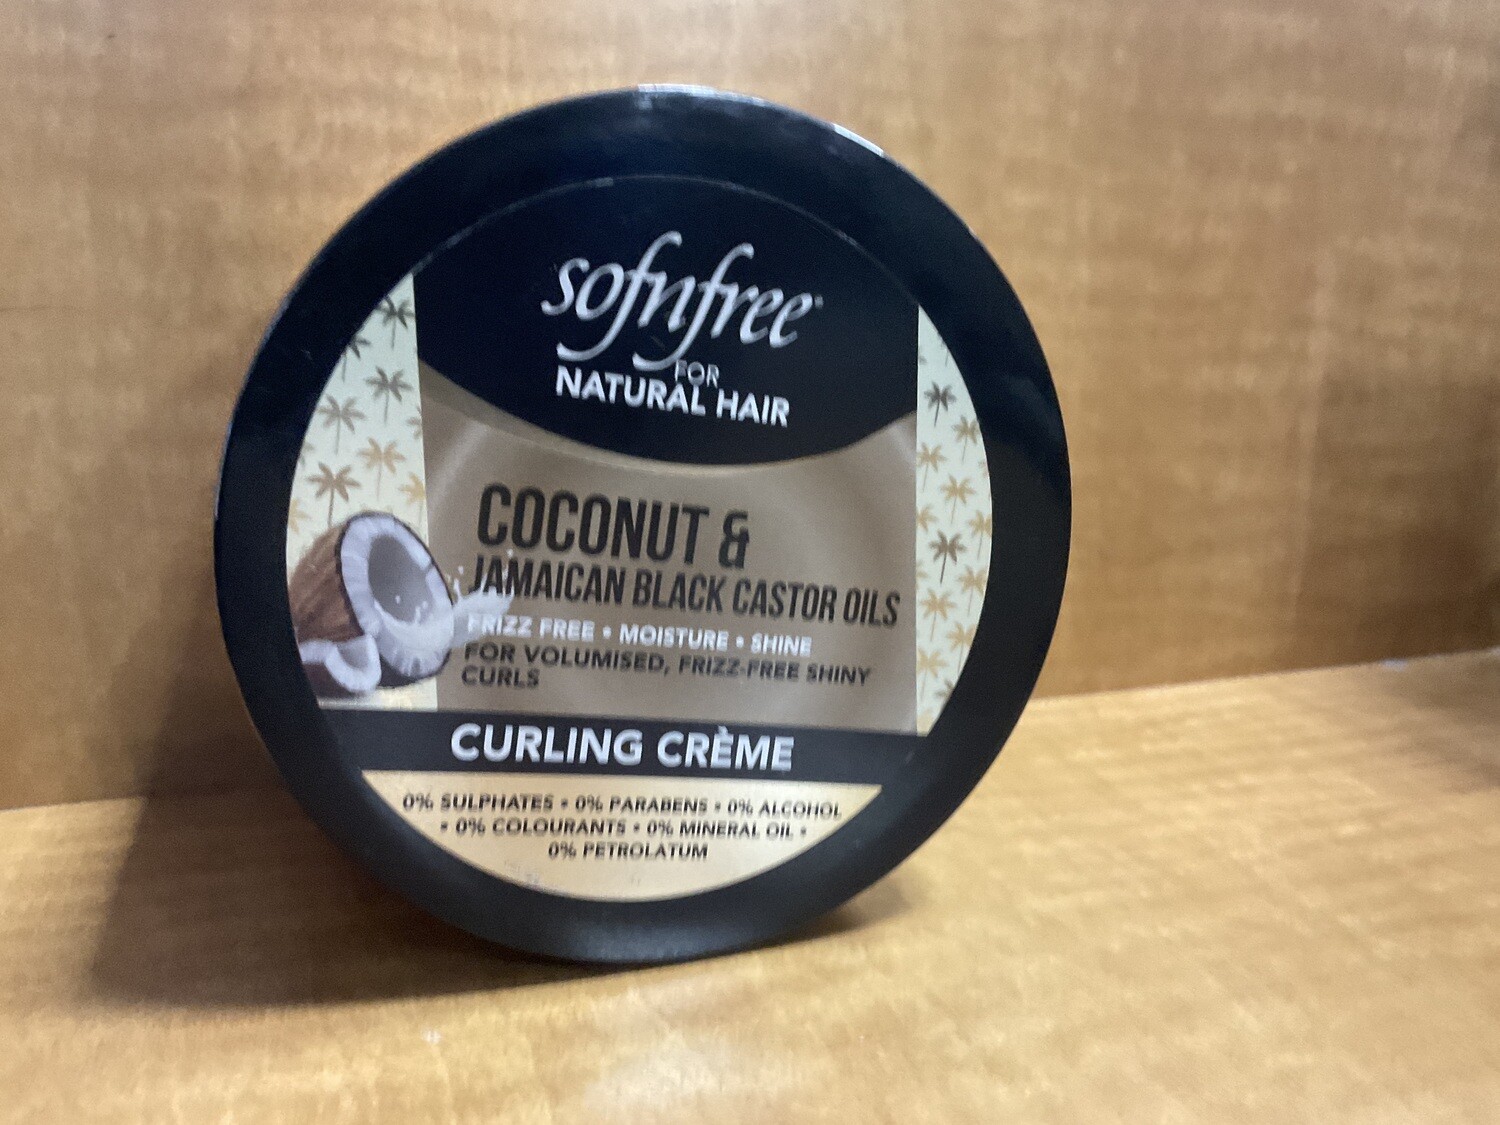 sofnfree
FOR
NATURAL HAIR
COCONUT &
JAMAICAN BLACK CASTOR OILS
FRIZZ FREE • MOISTURE • SHINE
FOR VOLUMISED, FRIZZ-FREE SHINY
CURLS
CURLING CRÈME
0% SULPHATES • 0% PARABENS • 0% ALCOHOL
• 0% COLOURANTS • 0% MINERAL OIL •
0% PETROLATUM